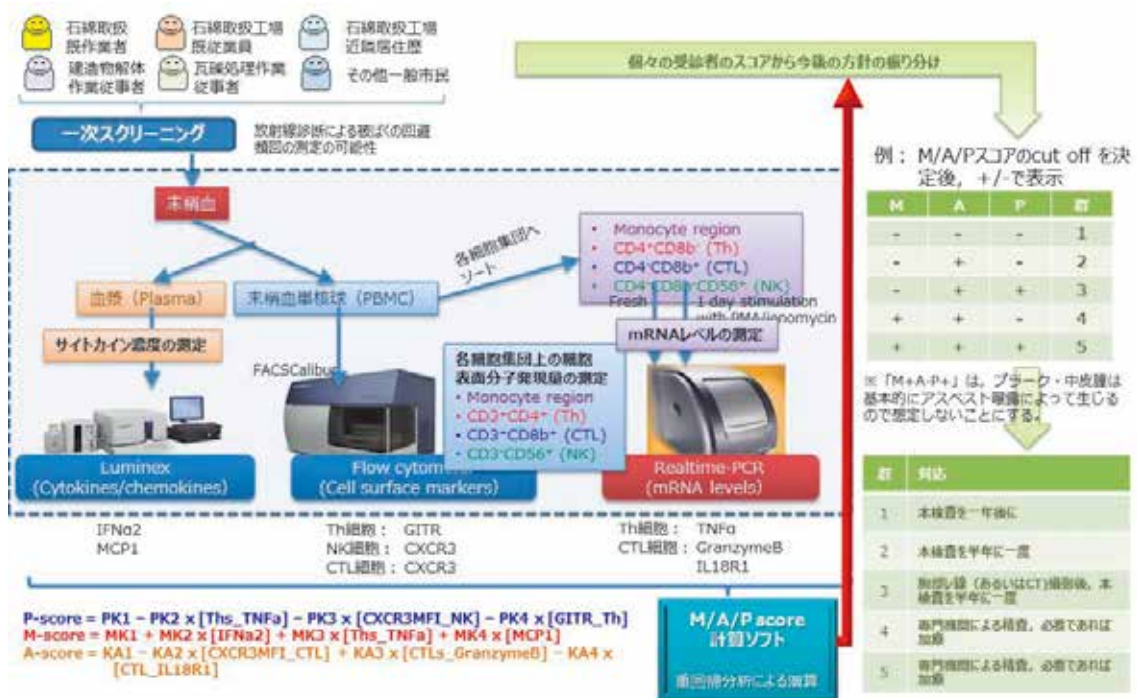 石綿取扱
既作業者
石綿取扱工場
既従業員
石綿取扱工場
近隣居住歴
建造物解体
作業従事者
瓦礫処理作業
従事者
その他一般市民
一次スクリーニング
放射線診断による被ばくの回避
頻回の測定の可能性
個々の受診者のスコアから今後の方針の振り分け
末梢血
血漿（Plasma）
末梢血単核球（PBMC）
各細胞集団へ
ソート
• Monocyte region
• CD4⁺CD8b⁻ (Th)
• CD4⁻CD8b⁺ (CTL)
• CD4⁻CD8b⁻CD56⁺ (NK)
Fresh
1 day stimulation
with PMA/ionomycin
サイトカイン濃度の測定
mRNAレベルの測定
FACSCalibur
各細胞集団上の細胞
表面分子発現量の測定
• Monocyte region
• CD3⁺CD4⁺ (Th)
• CD3⁺CD8b⁺ (CTL)
• CD3⁻CD56⁺ (NK)
Luminex
(Cytokines/chemokines)
Flow cytome
(Cell surface markers)
Realtime-PCR
(mRNA levels)
IFNα2
MCP1
Th細胞： GITR
NK細胞： CXCR3
CTL細胞： CXCR3
Th細胞： TNFα
CTL細胞： GranzymeB
IL18R1
P-score = PK1 – PK2 x [Ths_TNFa] – PK3 x [CXCR3MFI_NK] – PK4 x [GITR_Th]
M-score = MK1 + MK2 x [IFNa2] + MK3 x [Ths_TNFa] + MK4 x [MCP1]
A-score = KA1 – KA2 x [CXCR3MFI_CTL] + KA3 x [CTLs_GranzymeB] – KA4 x
[CTL_IL18R1]
M/A/P score
計算ソフト
重回帰分析による演算
例： M/A/Pスコアのcut off を決
定後，+/-で表示
M A P 群
- - - 1
- + - 2
- + + 3
+ + - 4
+ + + 5
※「M+A-P+」は，プラーク・中皮腫は
基本的にアスベスト曝露によって生じる
ので想定しないことにする。
群 対応
1 本検査を一年後に
2 本検査を半年に一度
3 胸部レ線（あるいはCT)撮影後，本
検査を半年に一度
4 専門機関による精査，必要であれば
加療
5 専門機関による精査，必要であれば
加療